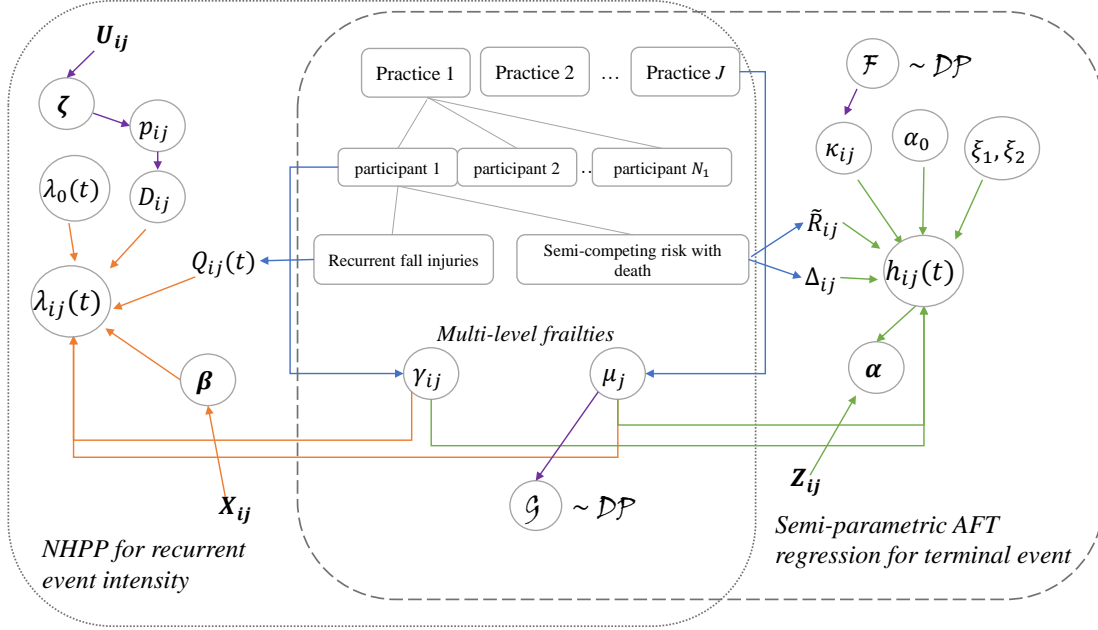 U_ij
ζ
p_ij
λ_0(t)
D_ij
Q_ij(t)
λ_ij(t)
β
X_ij
NHPP for recurrent
event intensity
Practice 1
Practice 2
...
Practice J
participant 1
participant 2
..
participant N_1
Recurrent fall injuries
Semi-competing risk with
death
Multi-level frailties
γ_ij
μ_j
𝒢 ~ 𝒟𝒫
ℱ ~ 𝒟𝒫
κ_ij
α_0
ξ_1, ξ_2
R̃_ij
Δ_ij
h_ij(t)
α
Z_ij
Semi-parametric AFT
regression for terminal event